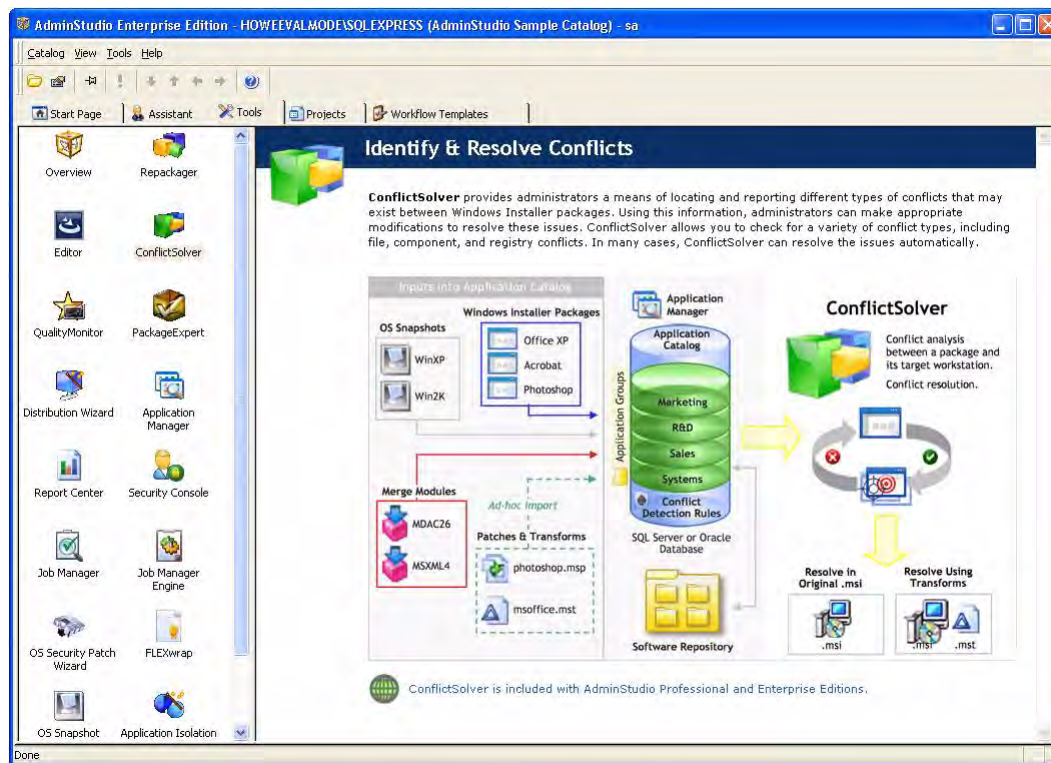 AdminStudio Enterprise Edition - HOWEEVALMODE\SQLEXPRESS (AdminStudio Sample Catalog) - sa
Catalog View Tools Help
Start Page Assistant Tools Projects Workflow Templates
Overview Repackager
Editor ConflictSolver
QualityMonitor PackageExpert
Distribution Wizard Application
Manager
Report Center Security Console
Job Manager Job Manager
Engine
OS Security Patch
Wizard
FLEXwrap
OS Snapshot Application Isolation
Identify & Resolve Conflicts
ConflictSolver provides administrators a means of locating and reporting different types of conflicts that may
exist between Windows Installer packages. Using this information, administrators can make appropriate
modifications to resolve these issues. ConflictSolver allows you to check for a variety of conflict types, including
file, component, and registry conflicts. In many cases, ConflictSolver can resolve the issues automatically.
Inputs into Application Catalog
OS Snapshots
WinXP
Win2K
Windows Installer Packages
Office XP
Acrobat
Photoshop
Merge Modules
MDAC26
MSXML4
Ad-hoc Import
Patches & Transforms
photoshop.msp
msoffice.mst
Application
Manager
Application
Catalog
Application Groups
Marketing
R&D
Sales
Systems
Conflict
Detection Rules
SQL Server or Oracle
Database
Software Repository
ConflictSolver
Conflict analysis
between a package and
its target workstation.
Conflict resolution.
Resolve in
Original .msi
.msi
Resolve Using
Transforms
.msi .mst
ConflictSolver is included with AdminStudio Professional and Enterprise Editions.
Done